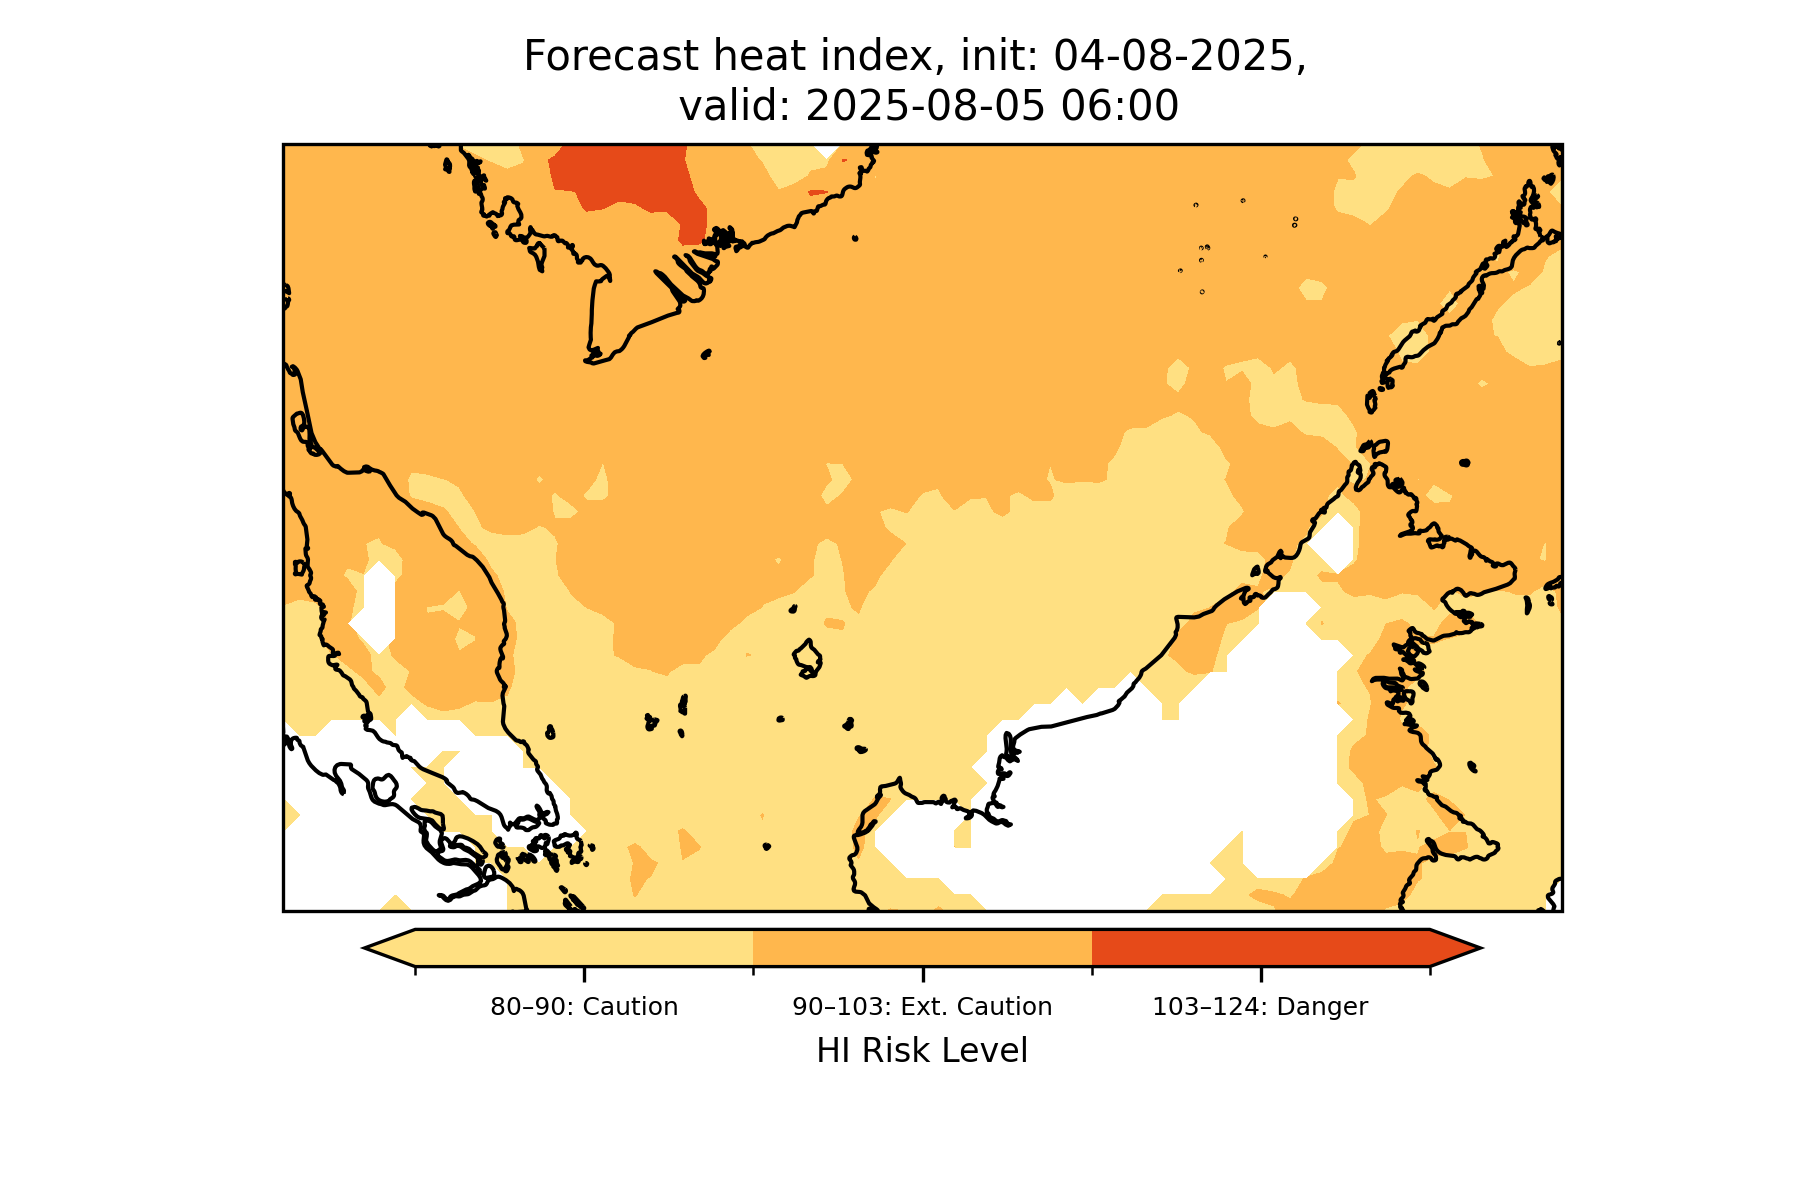 Forecast heat index, init: 04-08-2025,
valid: 2025-08-05 06:00
80–90: Caution
90–103: Ext. Caution
103–124: Danger
HI Risk Level